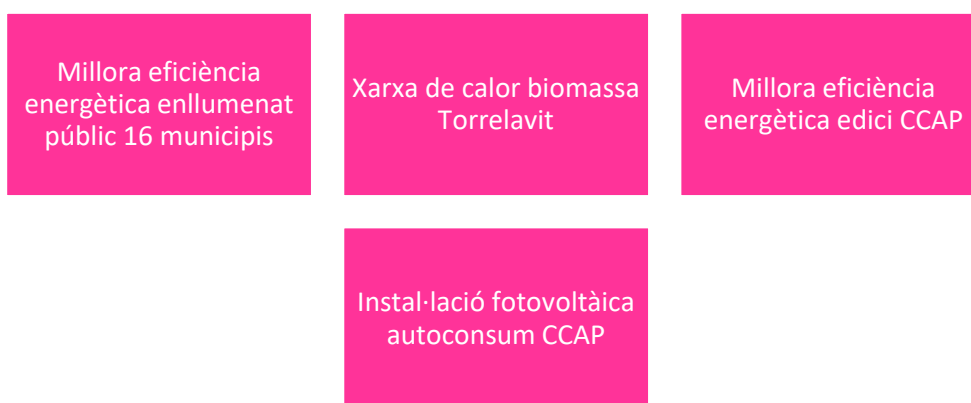 Millora eficiència
energètica enllumenat
públic 16 municipis
Xarxa de calor biomassa
Torrelavit
Millora eficiència
energètica edici CCAP
Instal·lació fotovoltàica
autoconsum CCAP